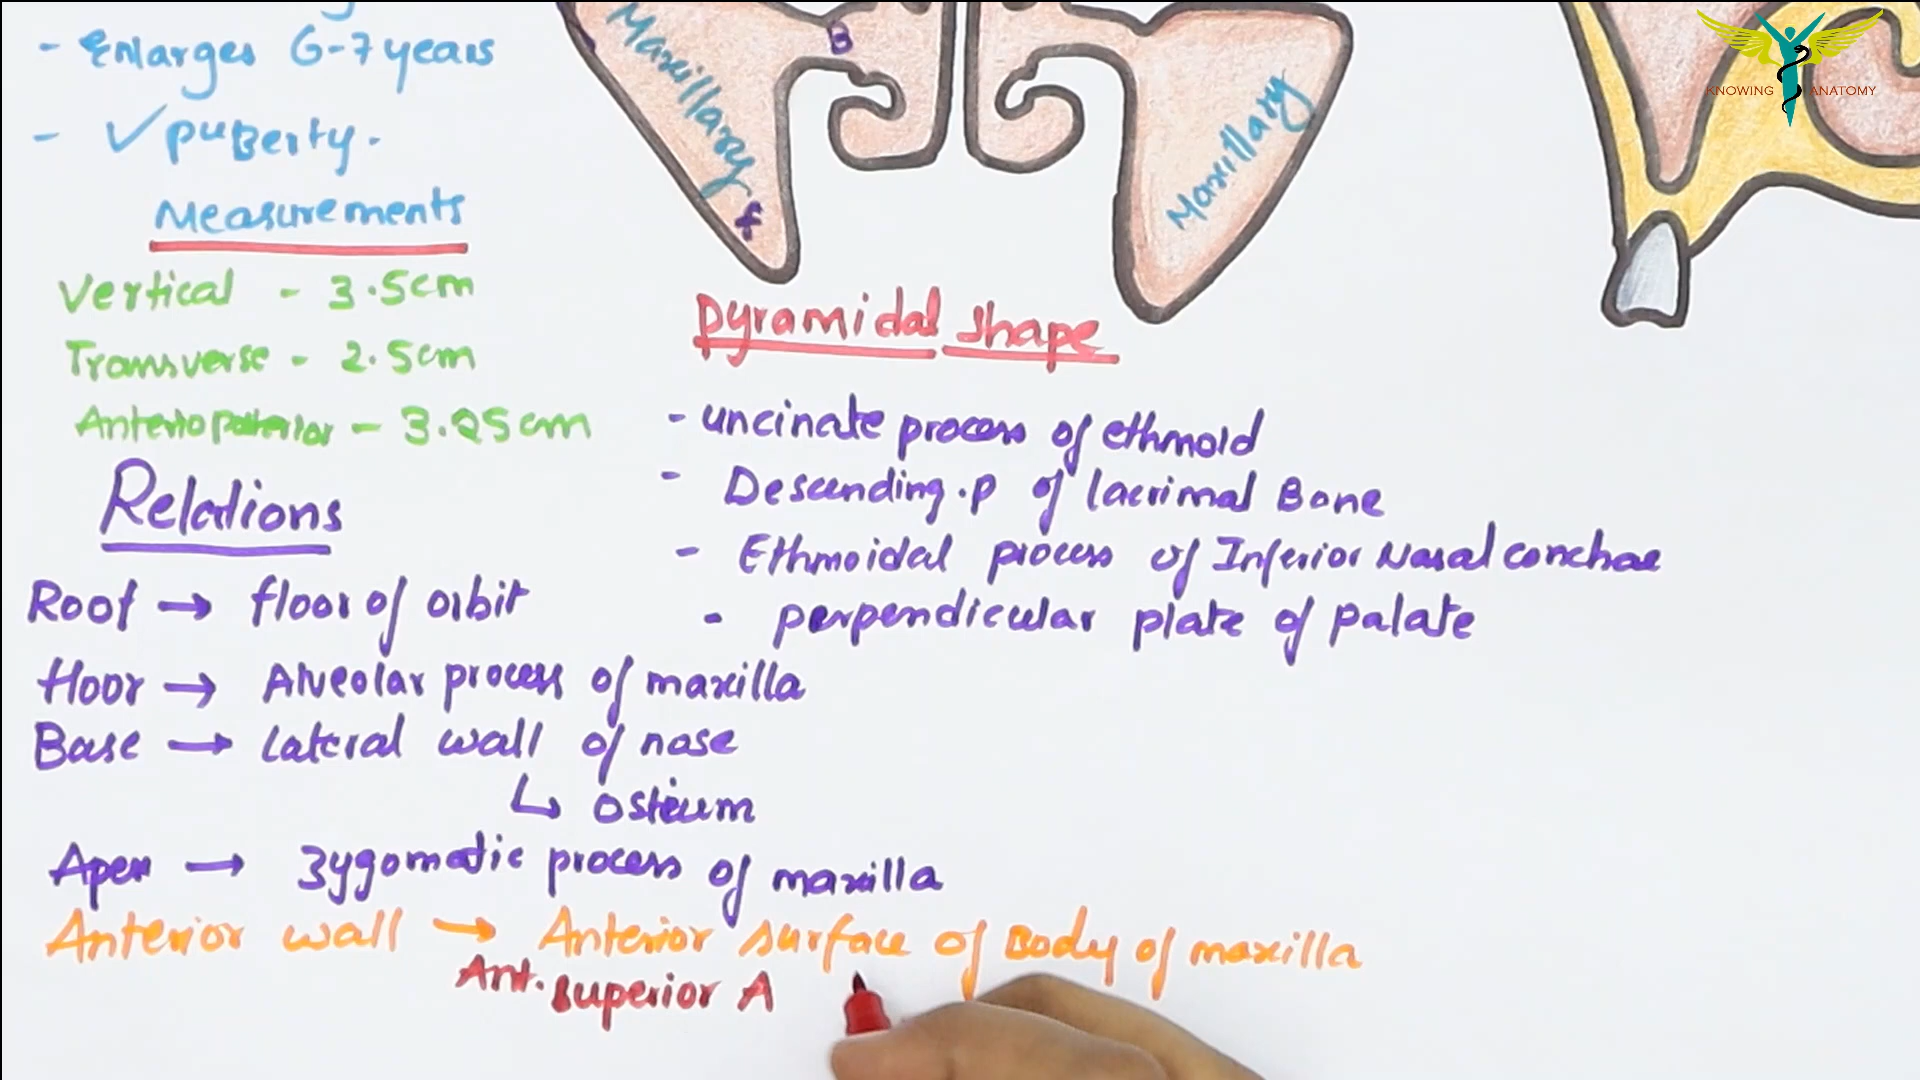 - Enlarges 6-7 years
- ✓ puBerty.
Measurements
Vertical - 3.5cm
Transverse - 2.5cm
Anterioposterior - 3.25cm
Relations
Roof → floor of orbit
Floor → Alveolar process of maxilla
Base → Lateral wall of nose
↳ osteum
Apex → Zygomatic process of maxilla
Anterior wall → Anterior surface of Body of maxilla
Ant. superior A
Maxillary
B
Maxillary
pyramidal shape
- uncinate process of ethmoid
- Descending .p of lacrimal Bone
- Ethmoidal process of Inferior Nasal conchae
- perpendicular plate of palate
KNOWING ANATOMY